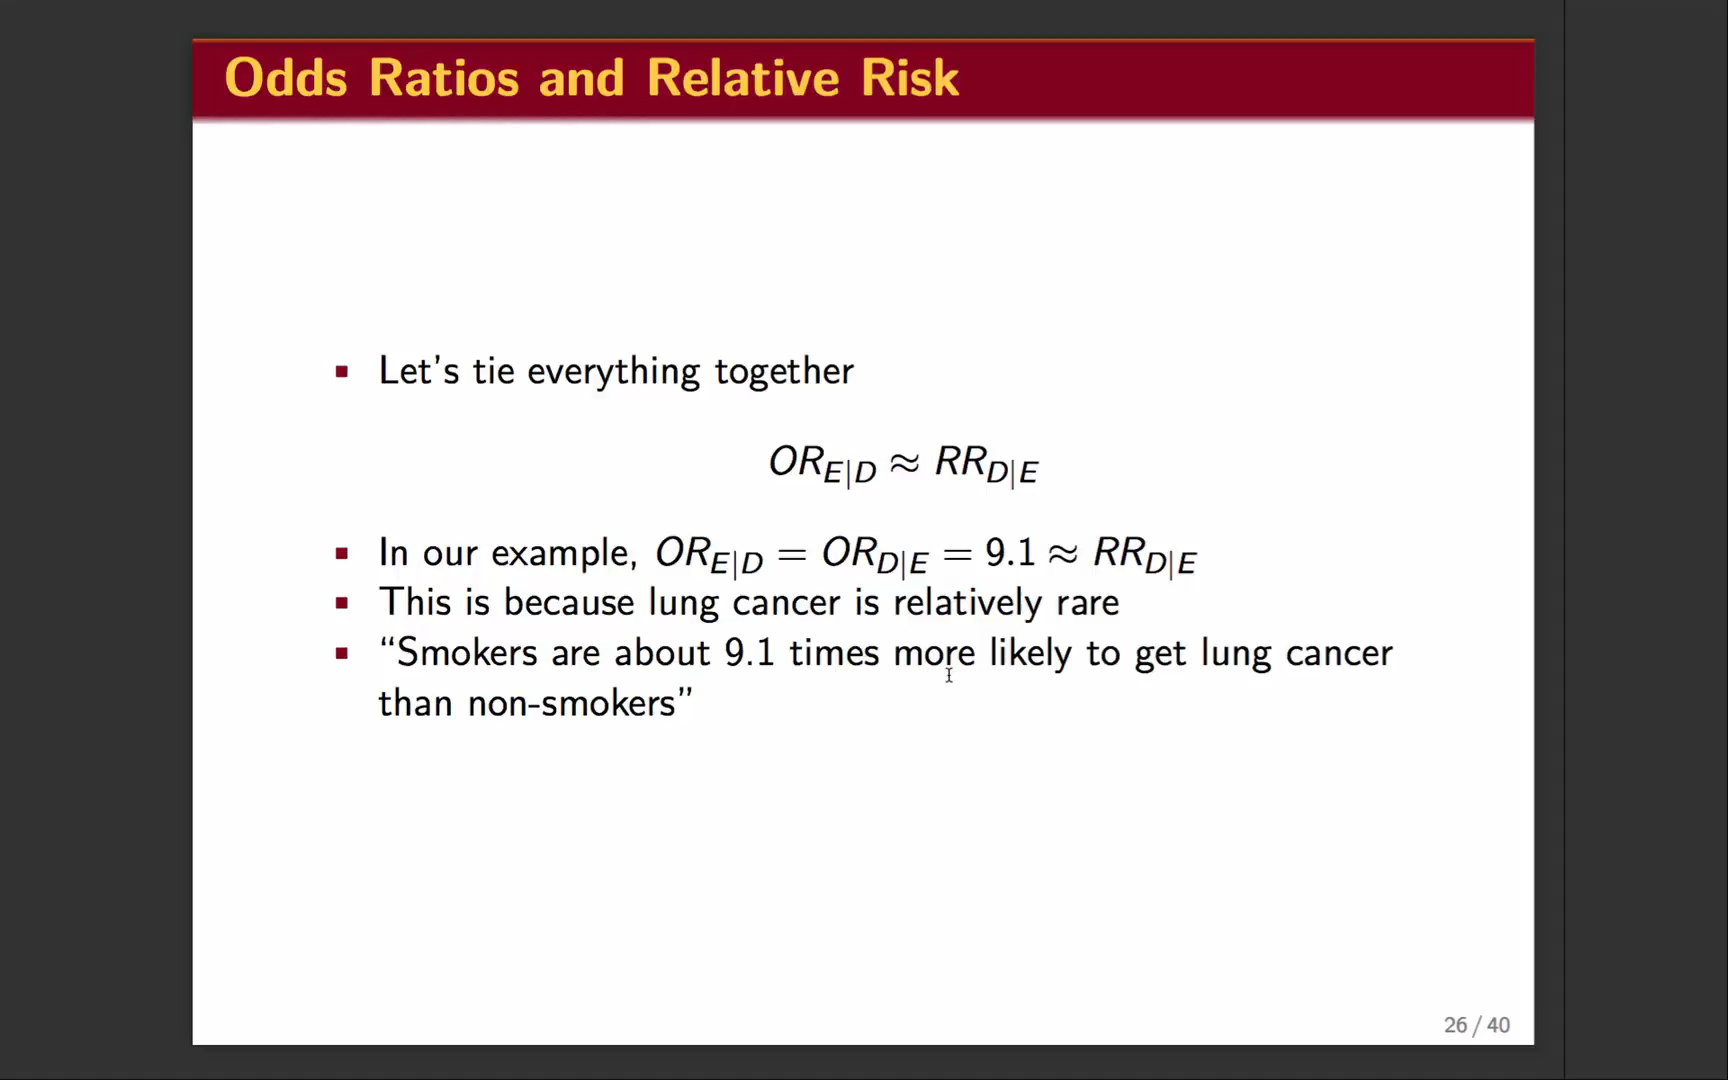 Odds Ratios and Relative Risk
▪ Let's tie everything together
OR_{E|D} ≈ RR_{D|E}
▪ In our example, OR_{E|D} = OR_{D|E} = 9.1 ≈ RR_{D|E}
▪ This is because lung cancer is relatively rare
▪ “Smokers are about 9.1 times more likely to get lung cancer
than non-smokers”
26 / 40